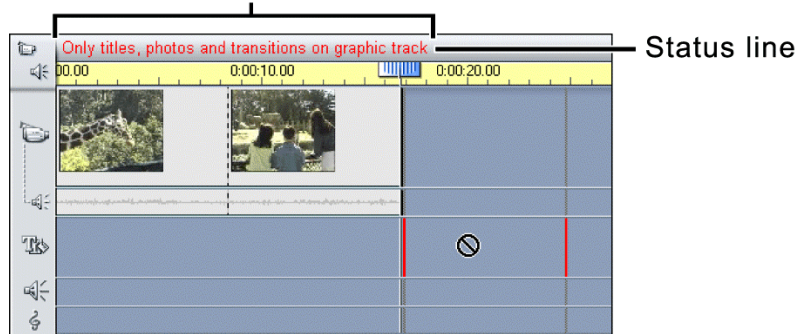 Only titles, photos and transitions on graphic track
Status line
00.00 0:00:10.00 0:00:20.00
T